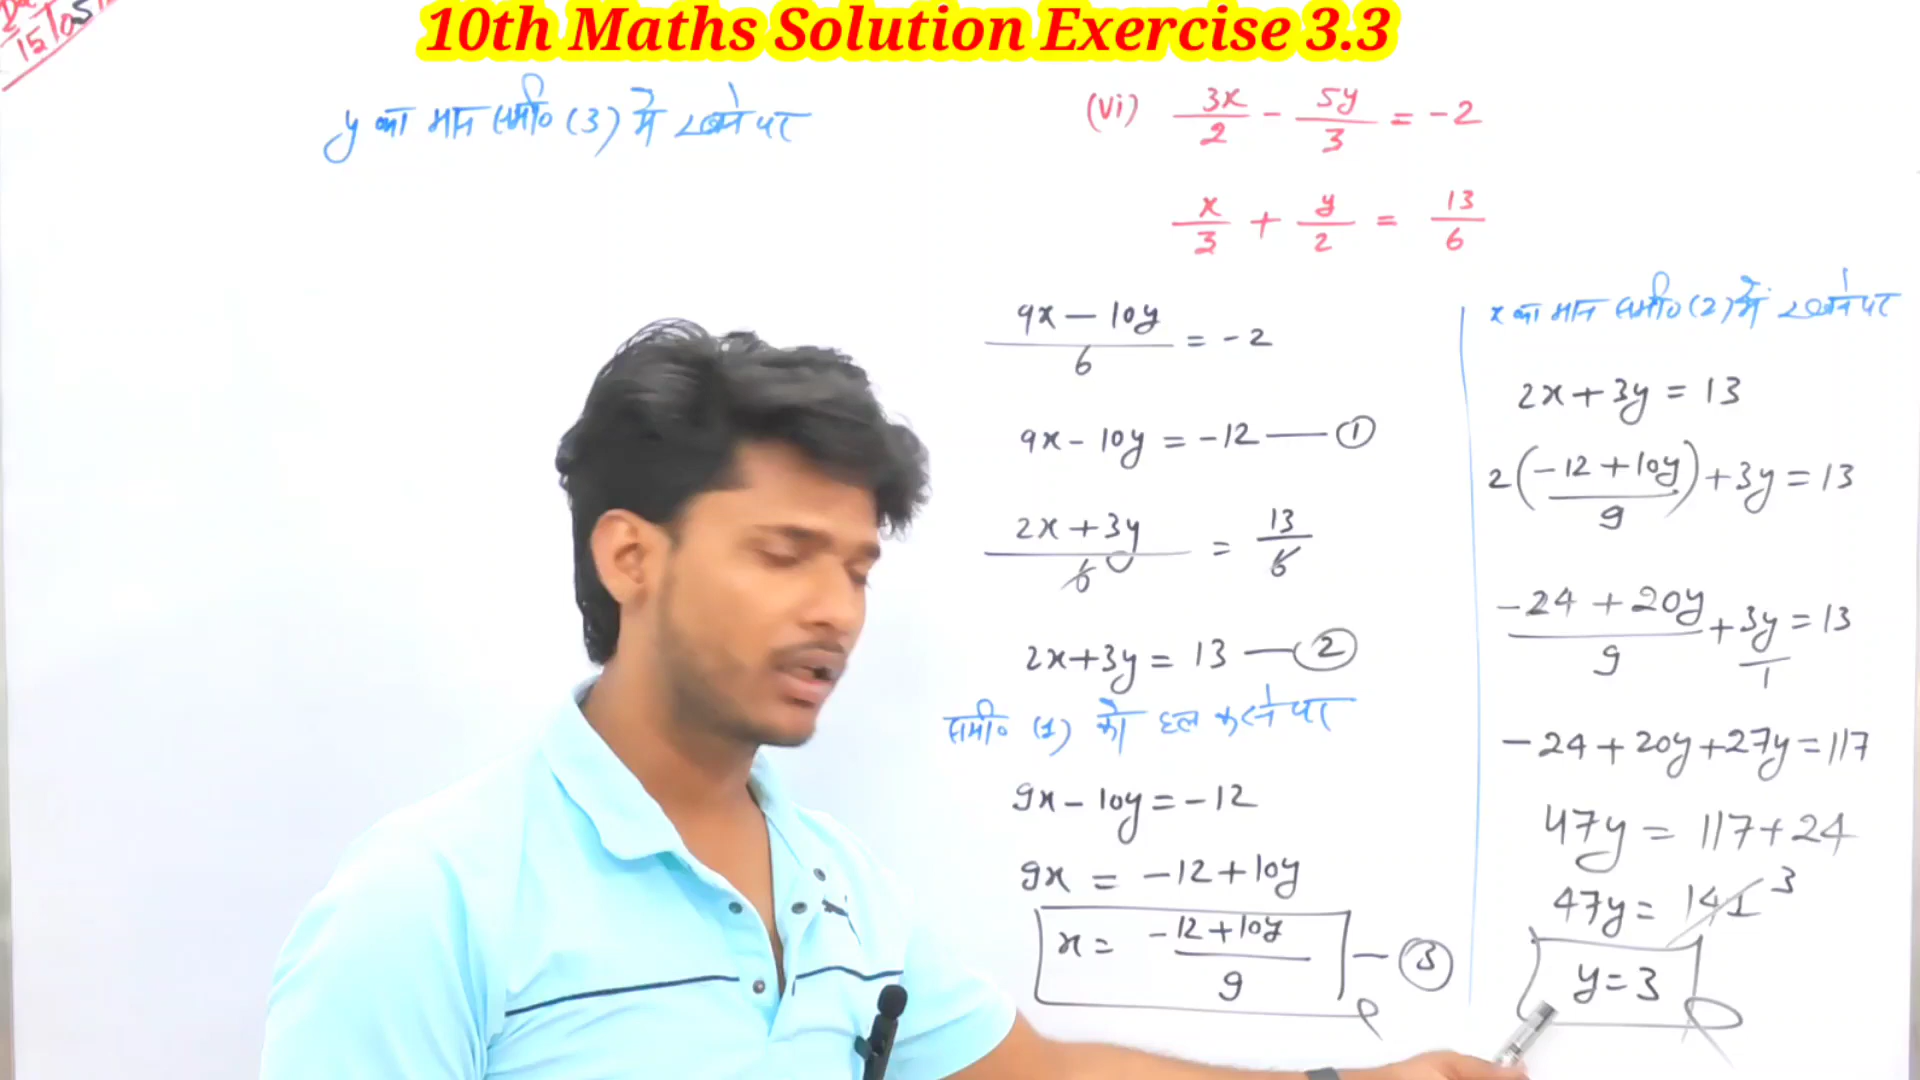 10th Maths Solution Exercise 3.3
y का मान समी० (3) में रखने पर
(vi) 3x/2 - 5y/3 = -2
x/3 + y/2 = 13/6
9x - 10y/6 = -2
9x - 10y = -12 — ①
2x + 3y/6 = 13/6
2x + 3y = 13 — ②
समी० (1) को हल करने पर
9x - 10y = -12
9x = -12 + 10y
x = -12 + 10y/9 — ③
x का मान समी० (2) में रखने पर
2x + 3y = 13
2(-12 + 10y/9) + 3y = 13
-24 + 20y/9 + 3y/1 = 13
-24 + 20y + 27y = 117
47y = 117 + 24
47y = 141 3
y = 3